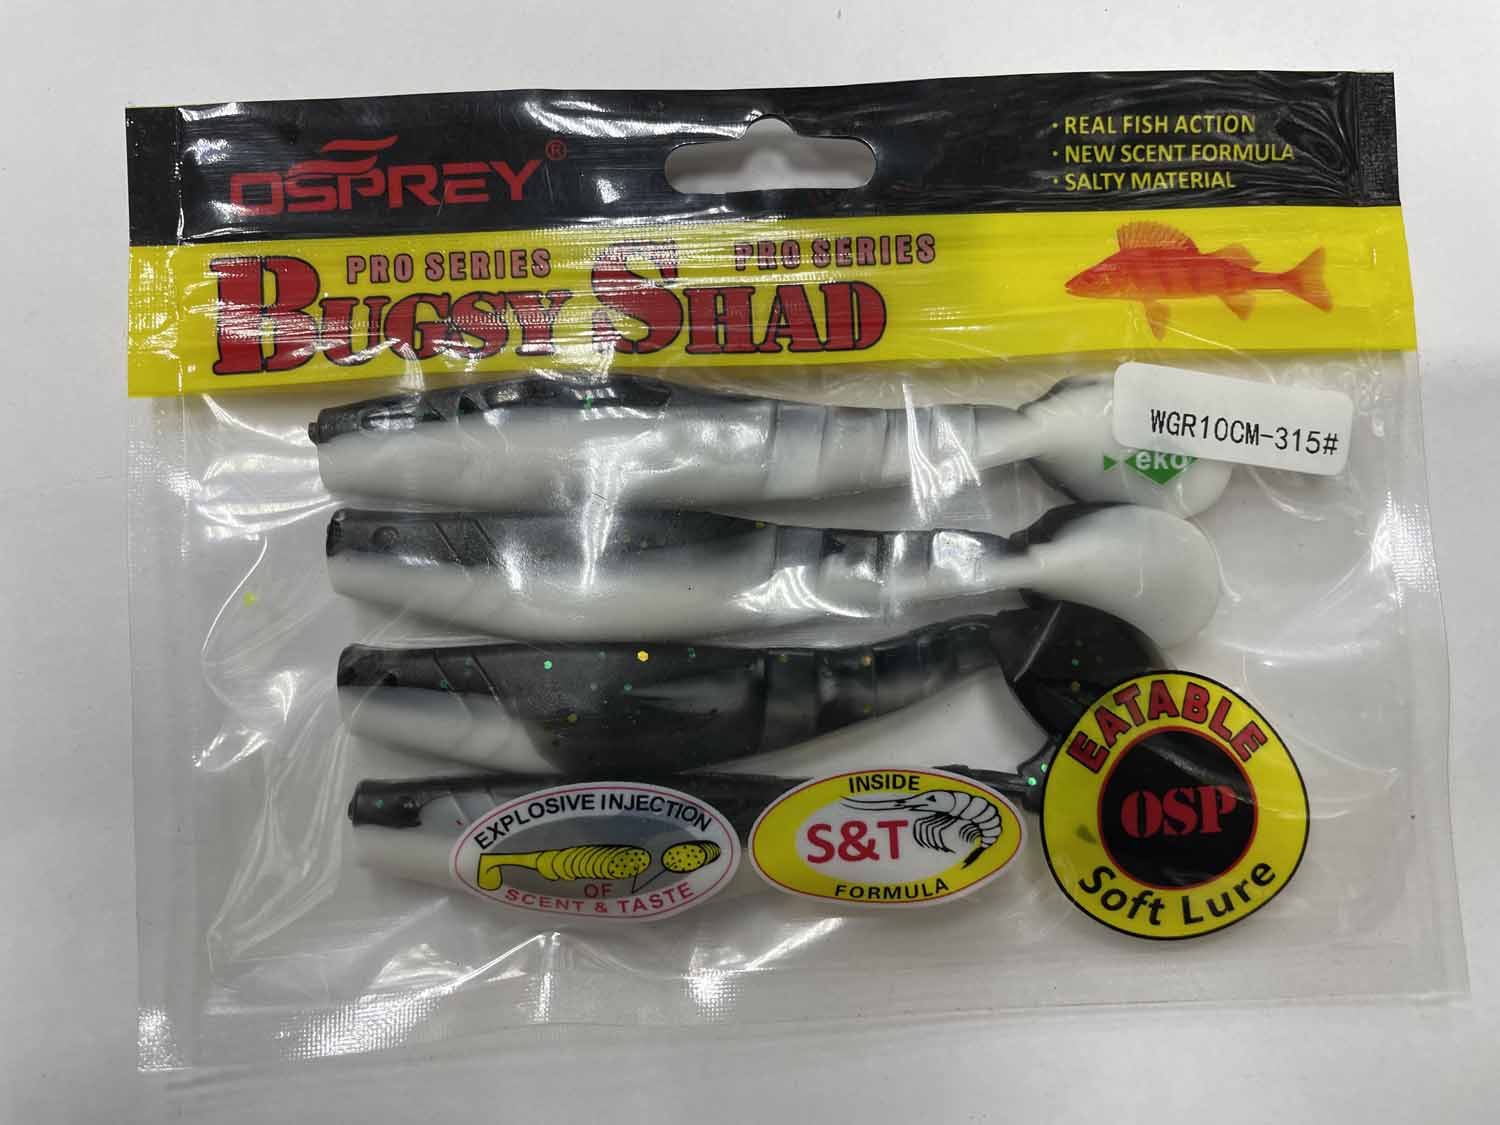 OSPREY®
· REAL FISH ACTION
· NEW SCENT FORMULA
· SALTY MATERIAL
PRO SERIES PRO SERIES
BUGSY SHAD
WGR10CM-315#
eko
EXPLOSIVE INJECTION
OF
SCENT & TASTE
INSIDE
S&T
FORMULA
EATABLE
OSP
Soft Lure